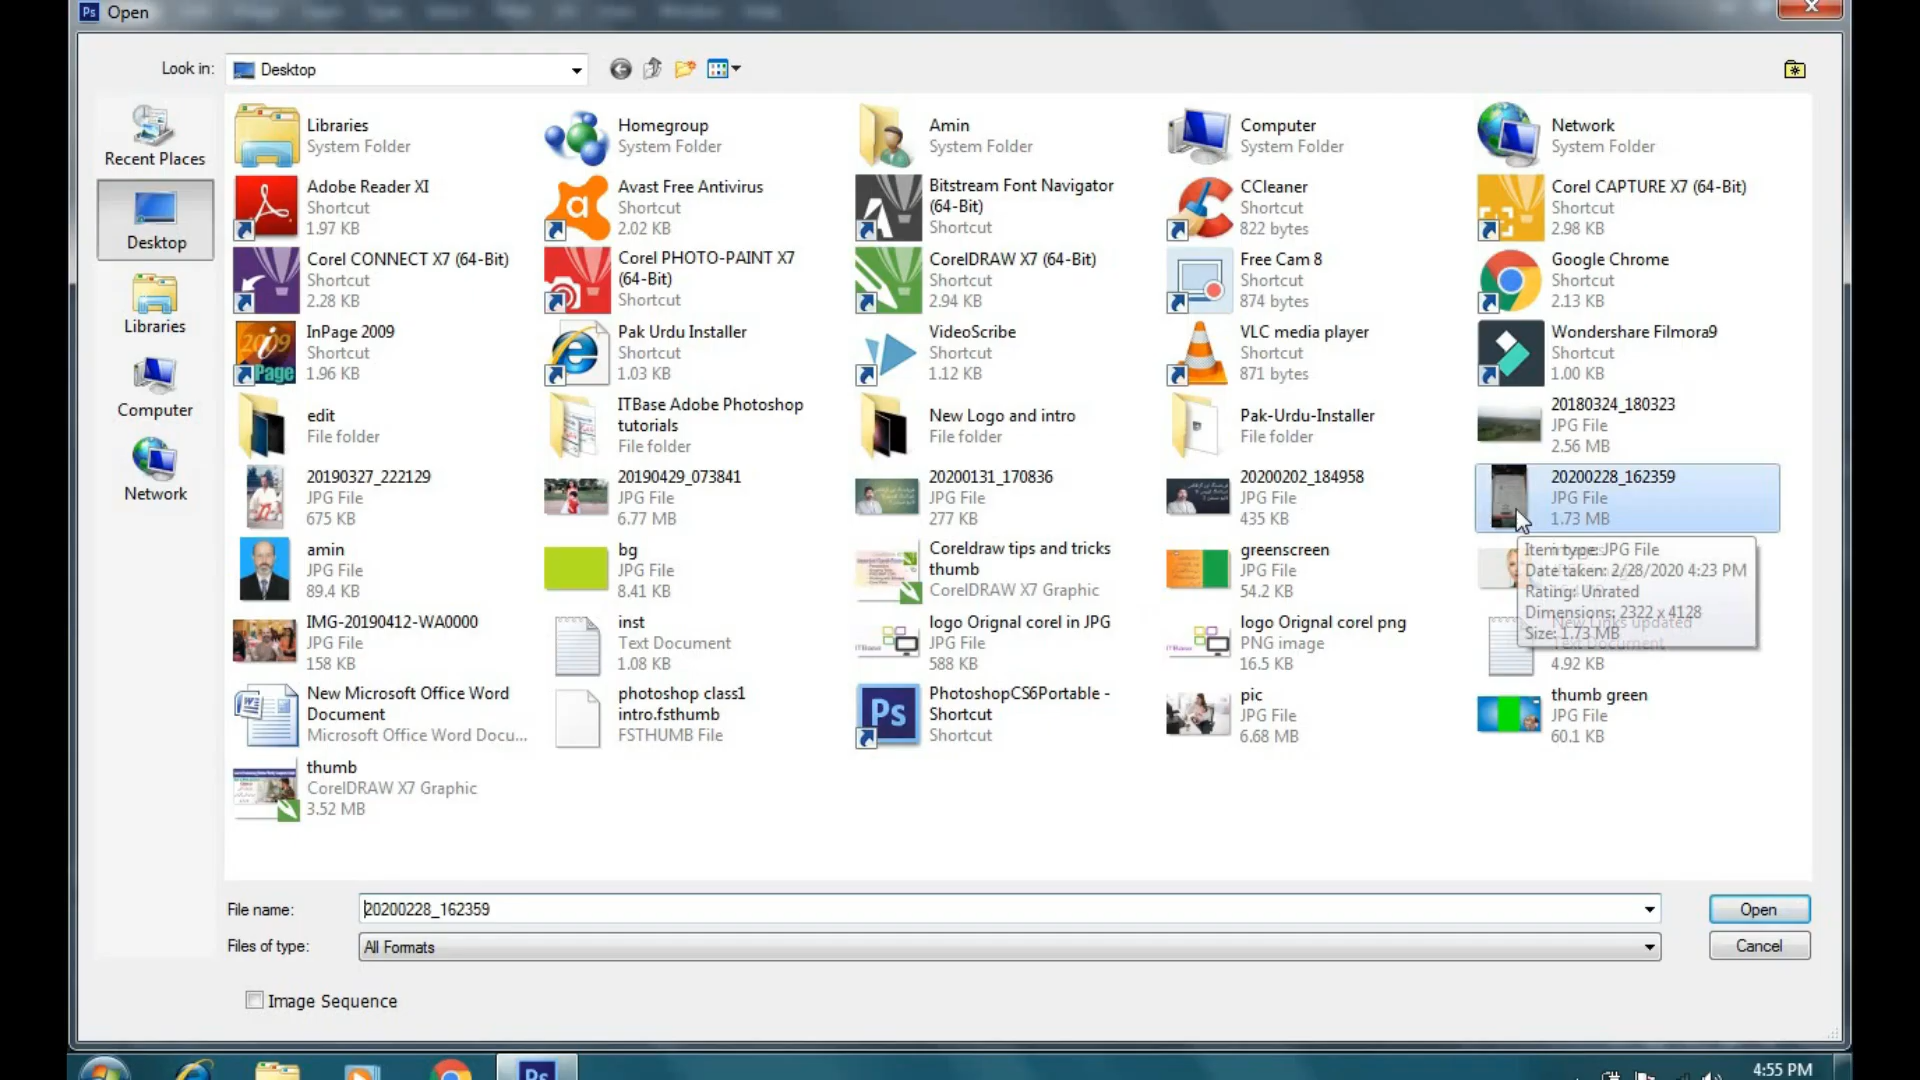 Open
Look in:
Desktop
Recent Places
Desktop
Libraries
Computer
Network
Libraries
System Folder
Homegroup
System Folder
Amin
System Folder
Computer
System Folder
Network
System Folder
Adobe Reader XI
Shortcut
1.97 KB
Avast Free Antivirus
Shortcut
2.02 KB
Bitstream Font Navigator
(64-Bit)
Shortcut
CCleaner
Shortcut
822 bytes
Corel CAPTURE X7 (64-Bit)
Shortcut
2.98 KB
Corel CONNECT X7 (64-Bit)
Shortcut
2.28 KB
Corel PHOTO-PAINT X7
(64-Bit)
Shortcut
CorelDRAW X7 (64-Bit)
Shortcut
2.94 KB
Free Cam 8
Shortcut
874 bytes
Google Chrome
Shortcut
2.13 KB
InPage 2009
Shortcut
1.96 KB
Pak Urdu Installer
Shortcut
1.03 KB
VideoScribe
Shortcut
1.12 KB
VLC media player
Shortcut
871 bytes
Wondershare Filmora9
Shortcut
1.00 KB
edit
File folder
ITBase Adobe Photoshop
tutorials
File folder
New Logo and intro
File folder
Pak-Urdu-Installer
File folder
20180324_180323
JPG File
2.56 MB
20190327_222129
JPG File
675 KB
20190429_073841
JPG File
6.77 MB
20200131_170836
JPG File
277 KB
20200202_184958
JPG File
435 KB
20200228_162359
JPG File
1.73 MB
amin
JPG File
89.4 KB
bg
JPG File
8.41 KB
Coreldraw tips and tricks
thumb
CorelDRAW X7 Graphic
greenscreen
JPG File
54.2 KB
Item type: JPG File
Date taken: 2/28/2020 4:23 PM
Rating: Unrated
Dimensions: 2322 x 4128
Size: 1.73 MB
IMG-20190412-WA0000
JPG File
158 KB
inst
Text Document
1.08 KB
logo Orignal corel in JPG
JPG File
588 KB
logo Orignal corel png
PNG image
16.5 KB
New Links updated
Text Document
4.92 KB
New Microsoft Office Word
Document
Microsoft Office Word Docu...
photoshop class1
intro.fsthumb
FSTHUMB File
PhotoshopCS6Portable -
Shortcut
Shortcut
pic
JPG File
6.68 MB
thumb green
JPG File
60.1 KB
thumb
CorelDRAW X7 Graphic
3.52 MB
File name:
20200228_162359
Open
Files of type:
All Formats
Cancel
Image Sequence
4:55 PM